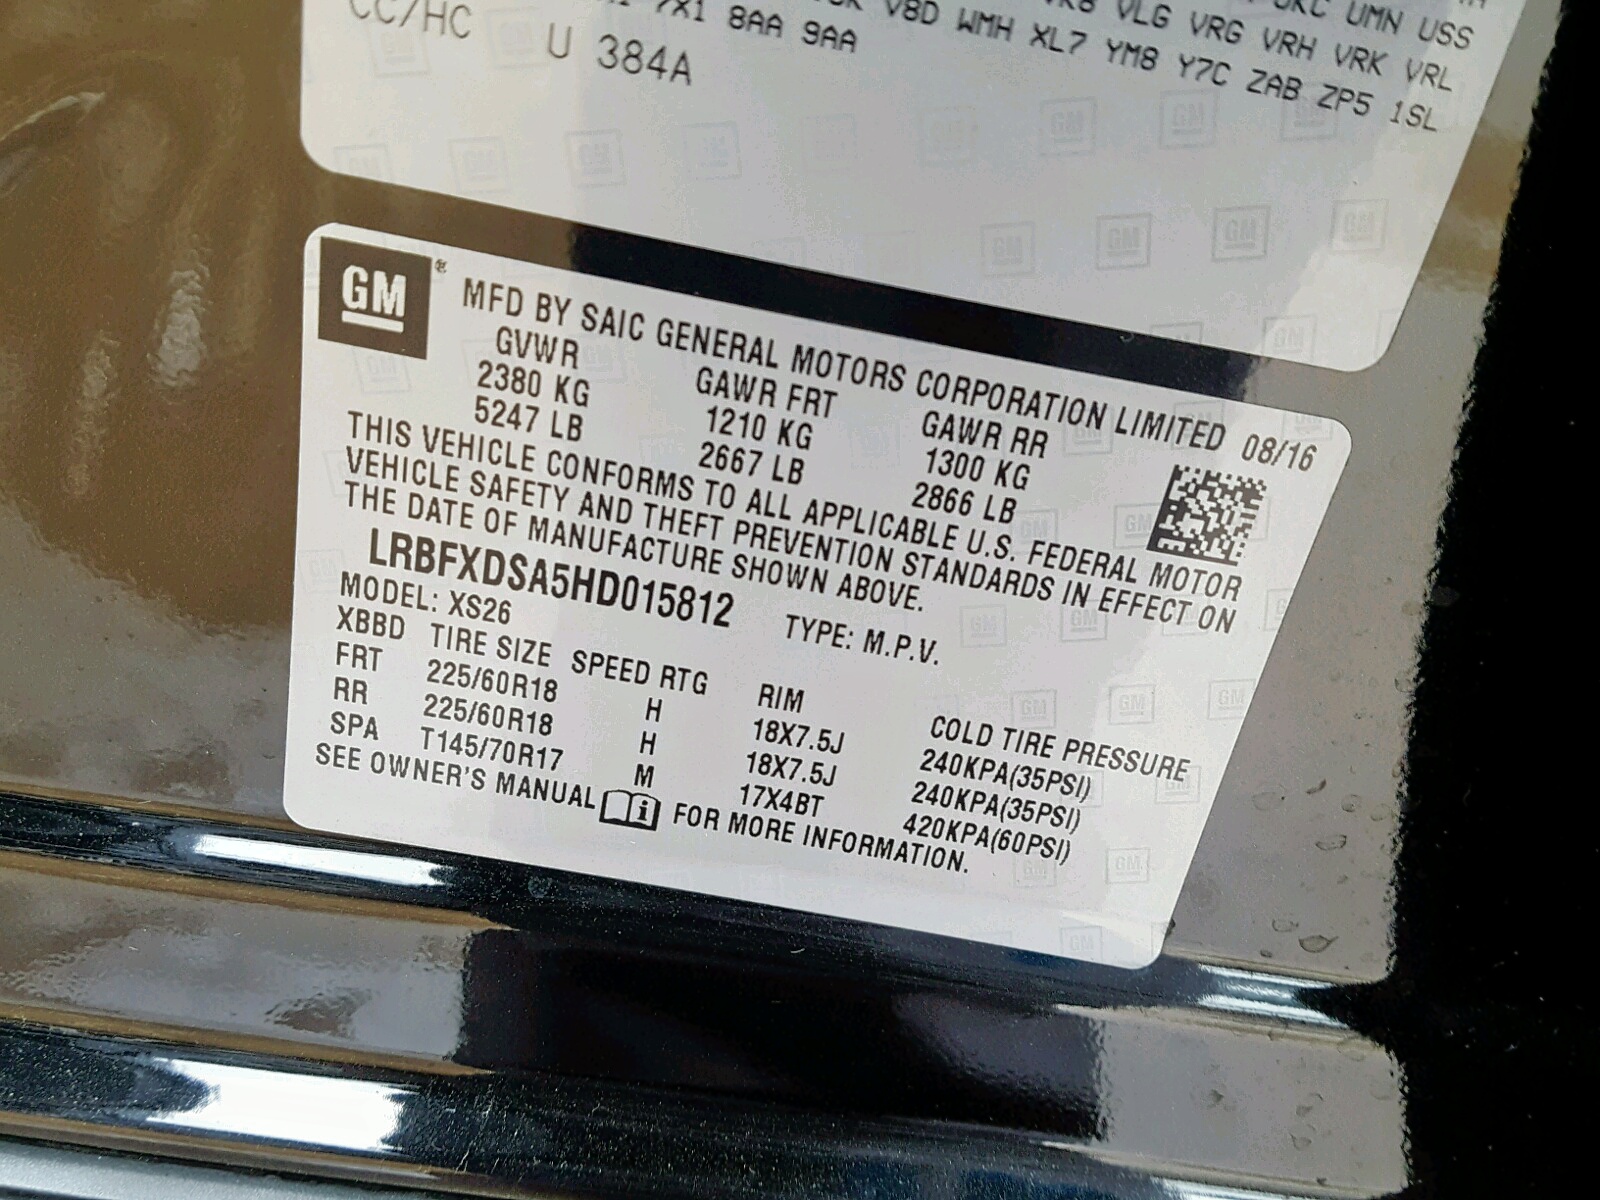 UKC UMN USS
VLG VRG VRH VRK VRL
7X1 8AA 9AA V8D WMH XL7 YM8 Y7C ZAB ZP5 1SL
CC/HC U 384A
GM® MFD BY SAIC GENERAL MOTORS CORPORATION LIMITED 08/16
GVWR GAWR FRT GAWR RR
2380 KG 1210 KG 1300 KG
5247 LB 2667 LB 2866 LB
THIS VEHICLE CONFORMS TO ALL APPLICABLE U.S. FEDERAL MOTOR
VEHICLE SAFETY AND THEFT PREVENTION STANDARDS IN EFFECT ON
THE DATE OF MANUFACTURE SHOWN ABOVE.
LRBFXDSA5HD015812 TYPE: M.P.V.
MODEL: XS26
XBBD TIRE SIZE SPEED RTG RIM COLD TIRE PRESSURE
FRT 225/60R18 H 18X7.5J 240KPA(35PSI)
RR 225/60R18 H 18X7.5J 240KPA(35PSI)
SPA T145/70R17 M 17X4BT 420KPA(60PSI)
SEE OWNER'S MANUAL FOR MORE INFORMATION.